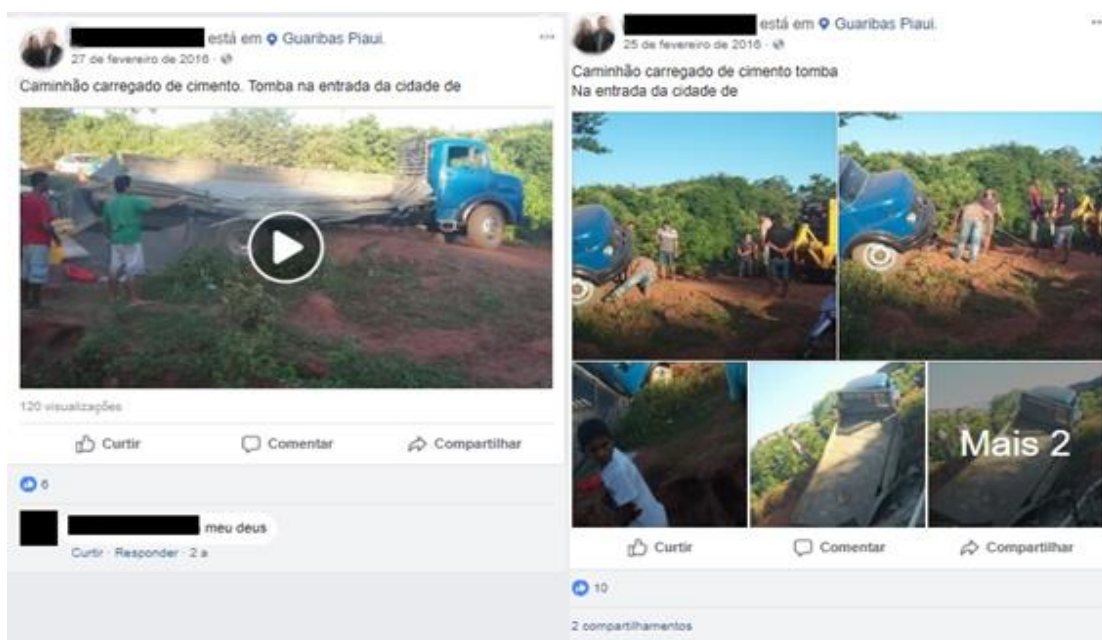 está em Guaribas Piaui.
27 de fevereiro de 2016
Caminhão carregado de cimento. Tomba na entrada da cidade de
120 visualizações
Curtir Comentar Compartilhar
6
meu deus
Curtir · Responder · 2 a
está em Guaribas Piaui.
25 de fevereiro de 2016
Caminhão carregado de cimento tomba
Na entrada da cidade de
Mais 2
Curtir Comentar Compartilhar
10
2 compartilhamentos